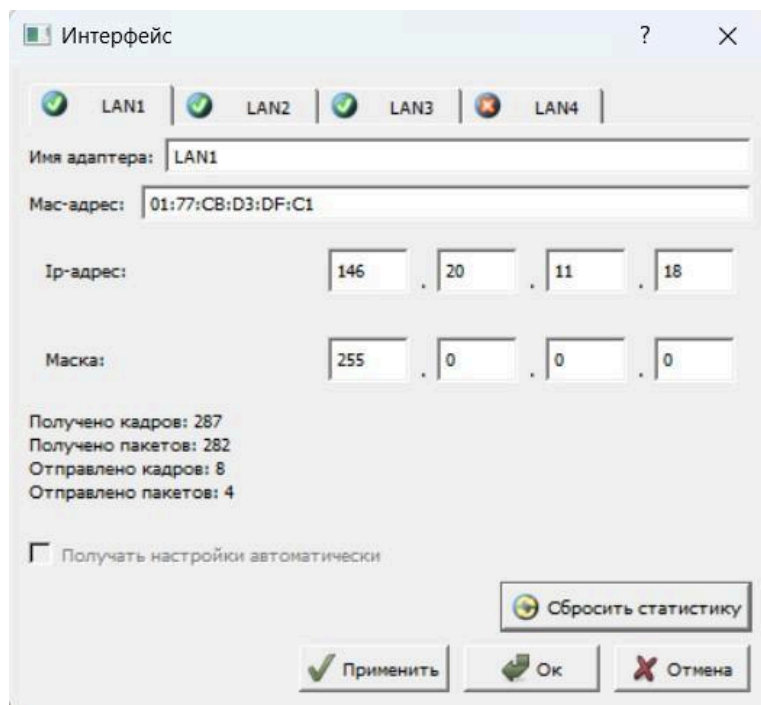 Интерфейс ?
LAN1 LAN2 LAN3 LAN4
Имя адаптера: LAN1
Mac-адрес: 01:77:CB:D3:DF:C1
Ip-адрес: 146 . 20 . 11 . 18
Маска: 255 . 0 . 0 . 0
Получено кадров: 287
Получено пакетов: 282
Отправлено кадров: 8
Отправлено пакетов: 4
Получать настройки автоматически
Сбросить статистику
Применить Ок Отмена